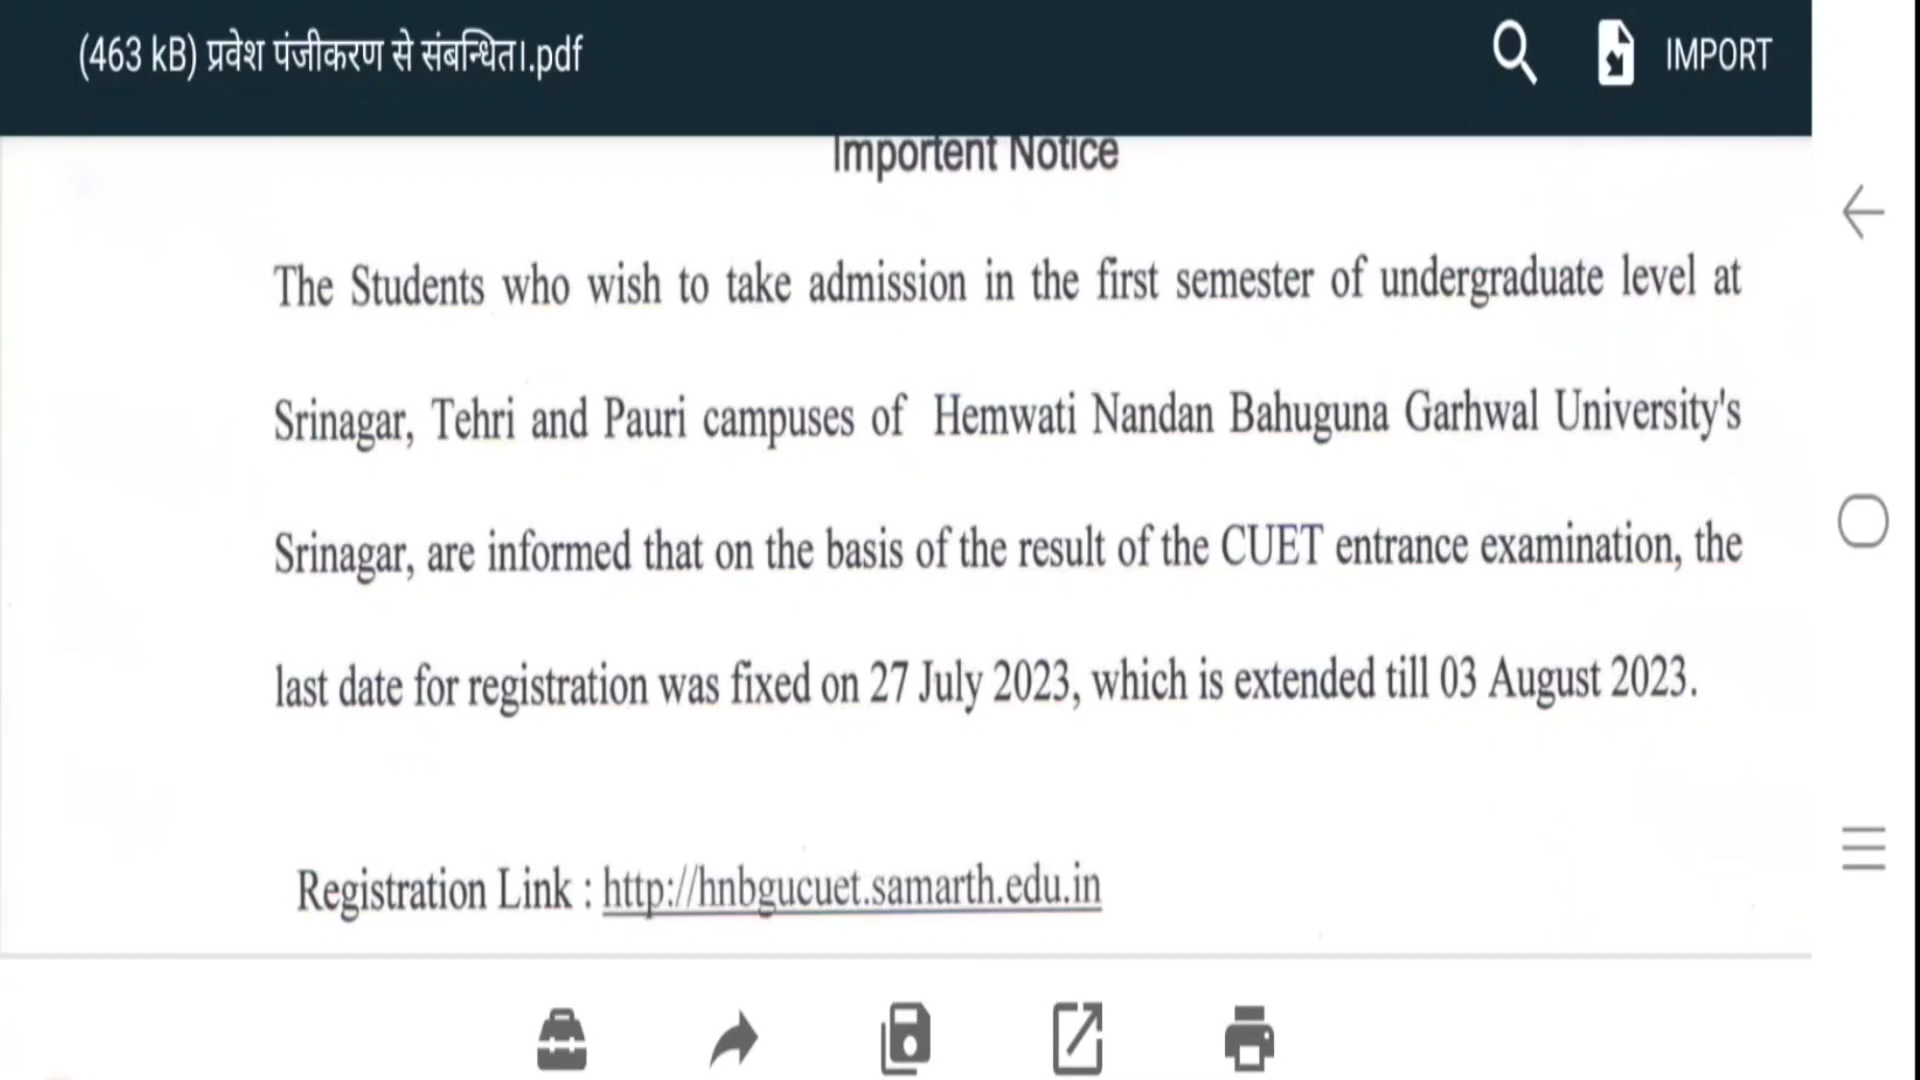 (463 kB) प्रवेश पंजीकरण से संबन्धित।.pdf
IMPORT
Importent Notice
The Students who wish to take admission in the first semester of undergraduate level at
Srinagar, Tehri and Pauri campuses of Hemwati Nandan Bahuguna Garhwal University's
Srinagar, are informed that on the basis of the result of the CUET entrance examination, the
last date for registration was fixed on 27 July 2023, which is extended till 03 August 2023.
Registration Link : http://hnbgucuet.samarth.edu.in